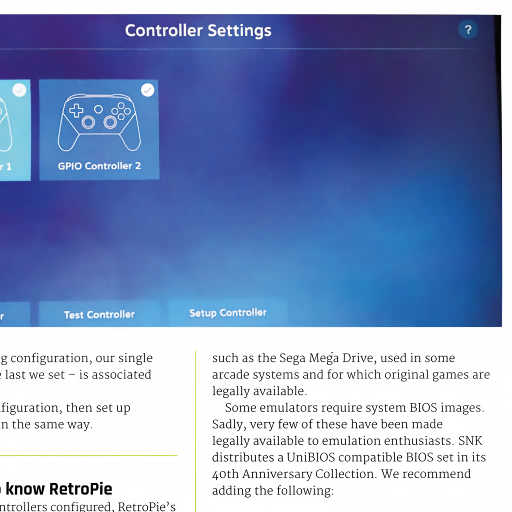 Controller Settings
?
r 1
GPIO Controller 2
r
Test Controller
Setup Controller
g configuration, our single
e last we set – is associated
figuration, then set up
n the same way.
o know RetroPie
ntrollers configured, RetroPie's
such as the Sega Mega Drive, used in some
arcade systems and for which original games are
legally available.
Some emulators require system BIOS images.
Sadly, very few of these have been made
legally available to emulation enthusiasts. SNK
distributes a UniBIOS compatible BIOS set in its
40th Anniversary Collection. We recommend
adding the following: